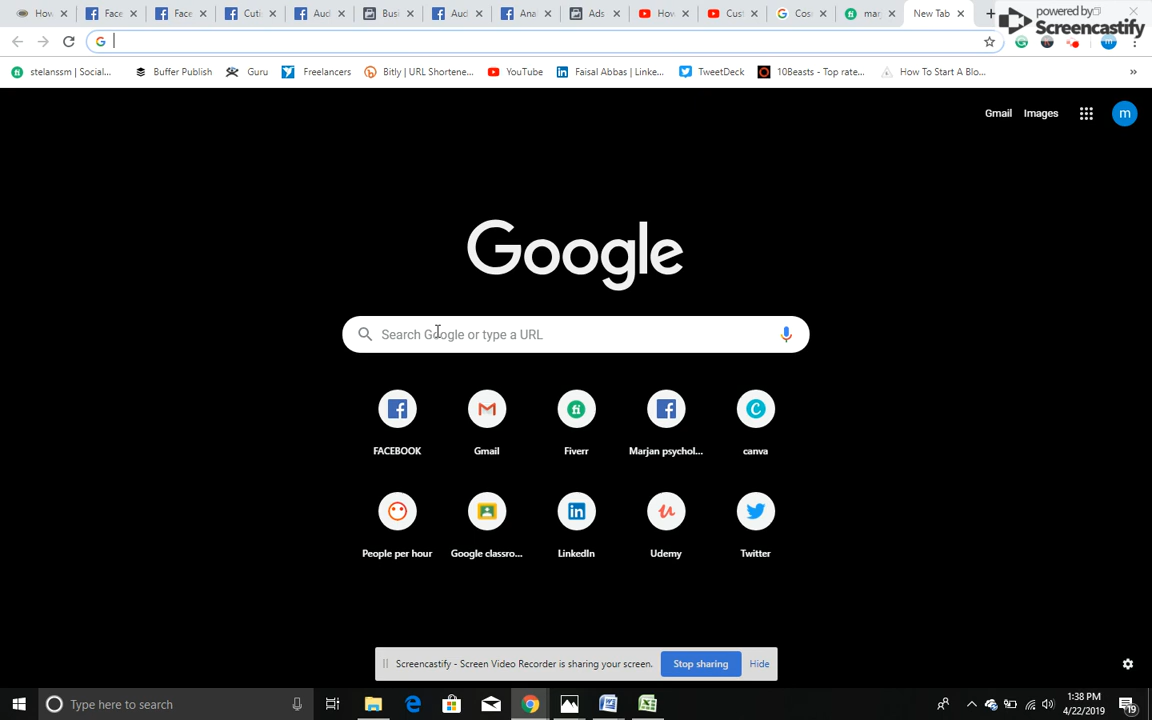 How
Face
Face
Cuti
Aud
Busi
Aud
Ana
Ads
How
Cust
Cosr
marj
New Tab
powered by
Screencastify
stelanssm | Social...
Buffer Publish
Guru
Freelancers
Bitly | URL Shortene...
YouTube
Faisal Abbas | Linke...
TweetDeck
10Beasts - Top rate...
How To Start A Blo...
»
Gmail
Images
m
Google
Search Google or type a URL
FACEBOOK
Gmail
Fiverr
Marjan psychol...
canva
People per hour
Google classro...
LinkedIn
Udemy
Twitter
Screencastify - Screen Video Recorder is sharing your screen.
Stop sharing
Hide
Type here to search
1:38 PM
4/22/2019
19